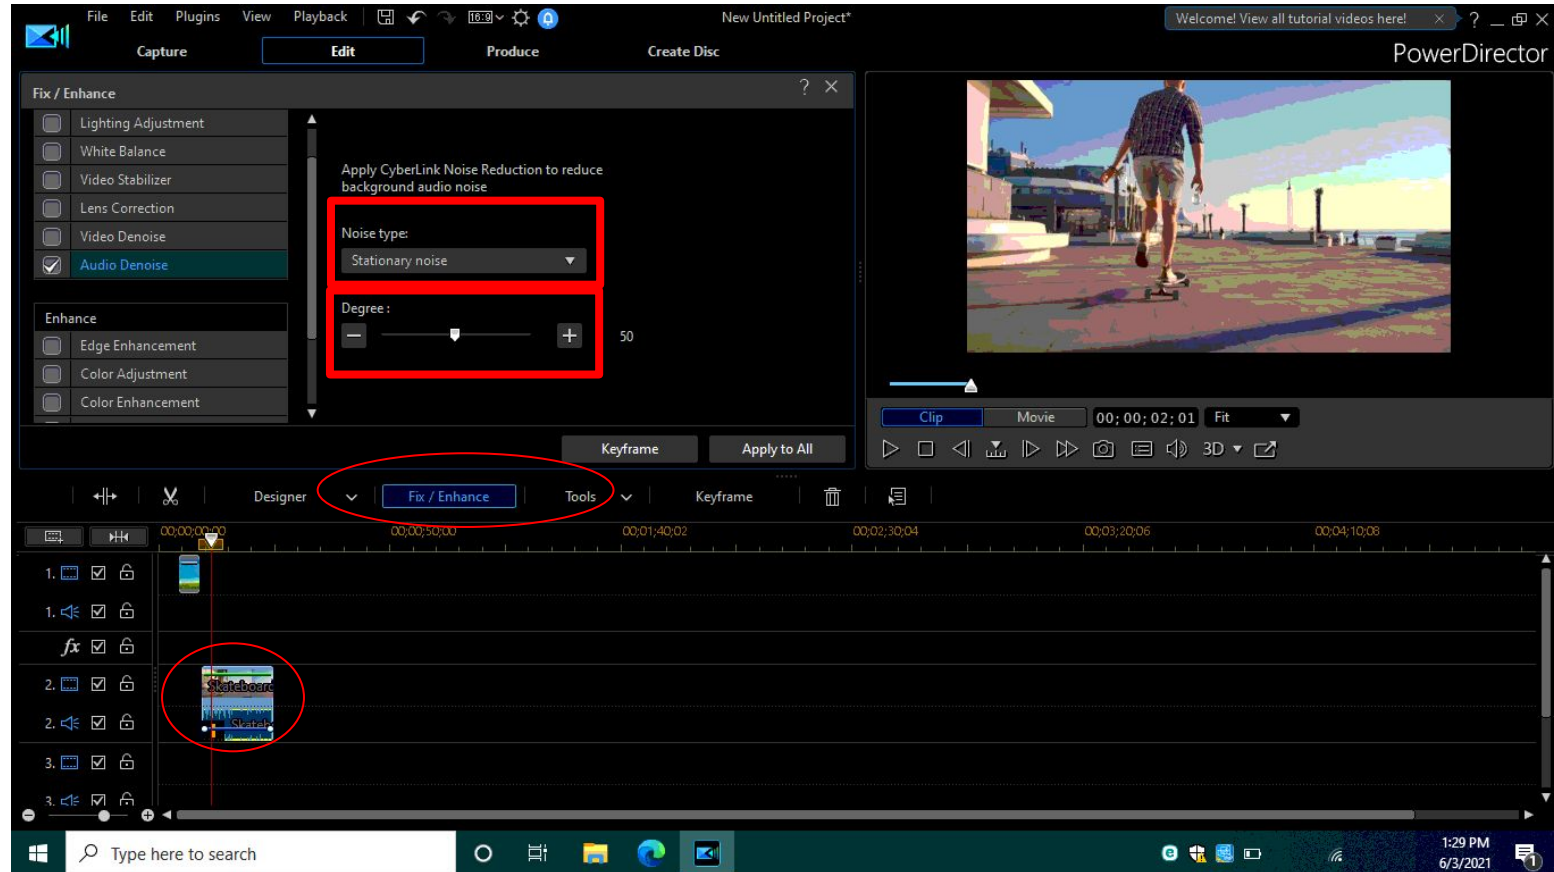 File Edit Plugins View Playback 16:9 New Untitled Project* Welcome! View all tutorial videos here! ?
Capture Edit Produce Create Disc PowerDirector
Fix / Enhance ?
Lighting Adjustment
White Balance
Video Stabilizer
Lens Correction
Video Denoise
Audio Denoise
Enhance
Edge Enhancement
Color Adjustment
Color Enhancement
Apply CyberLink Noise Reduction to reduce
background audio noise
Noise type:
Stationary noise
Degree :
50
Keyframe Apply to All
Clip Movie 00;00;02;01 Fit
3D
Designer Fix / Enhance Tools Keyframe
00;00;00;00 00;00;50;00 00;01;40;02 00;02;30;04 00;03;20;06 00;04;10;08
1.
1.
fx
2. Skateboard
2. Skateb
3.
3.
Type here to search
1:29 PM
6/3/2021
1